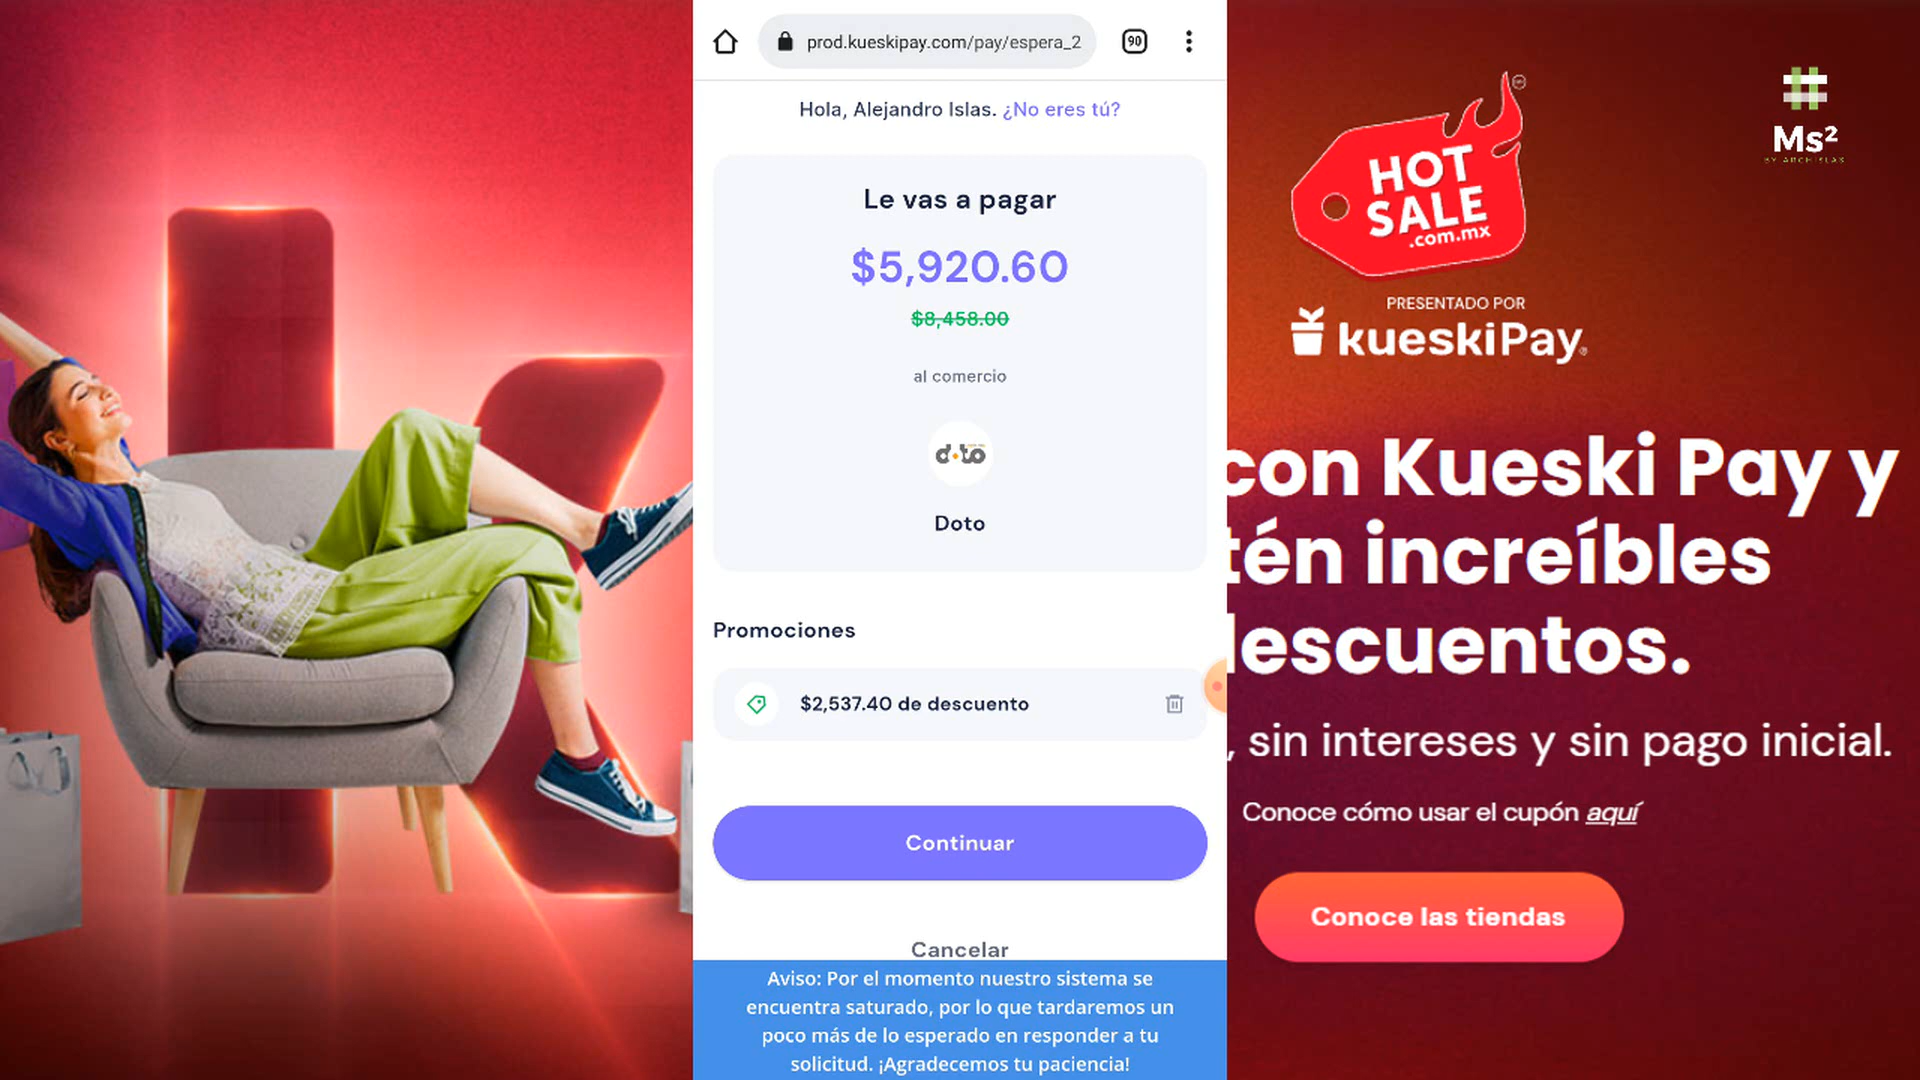 prod.kueskipay.com/pay/espera_2
90
Hola, Alejandro Islas. ¿No eres tú?
Le vas a pagar
$5,920.60
$8,458.00
al comercio
doto
Doto
Promociones
$2,537.40 de descuento
Continuar
Cancelar
Aviso: Por el momento nuestro sistema se
encuentra saturado, por lo que tardaremos un
poco más de lo esperado en responder a tu
solicitud. ¡Agradecemos tu paciencia!
HOT
SALE
.com.mx
PRESENTADO POR
kueskiPay
Ms²
BY ARCHISLAS
con Kueski Pay y
tén increíbles
descuentos.
, sin intereses y sin pago inicial.
Conoce cómo usar el cupón aquí
Conoce las tiendas